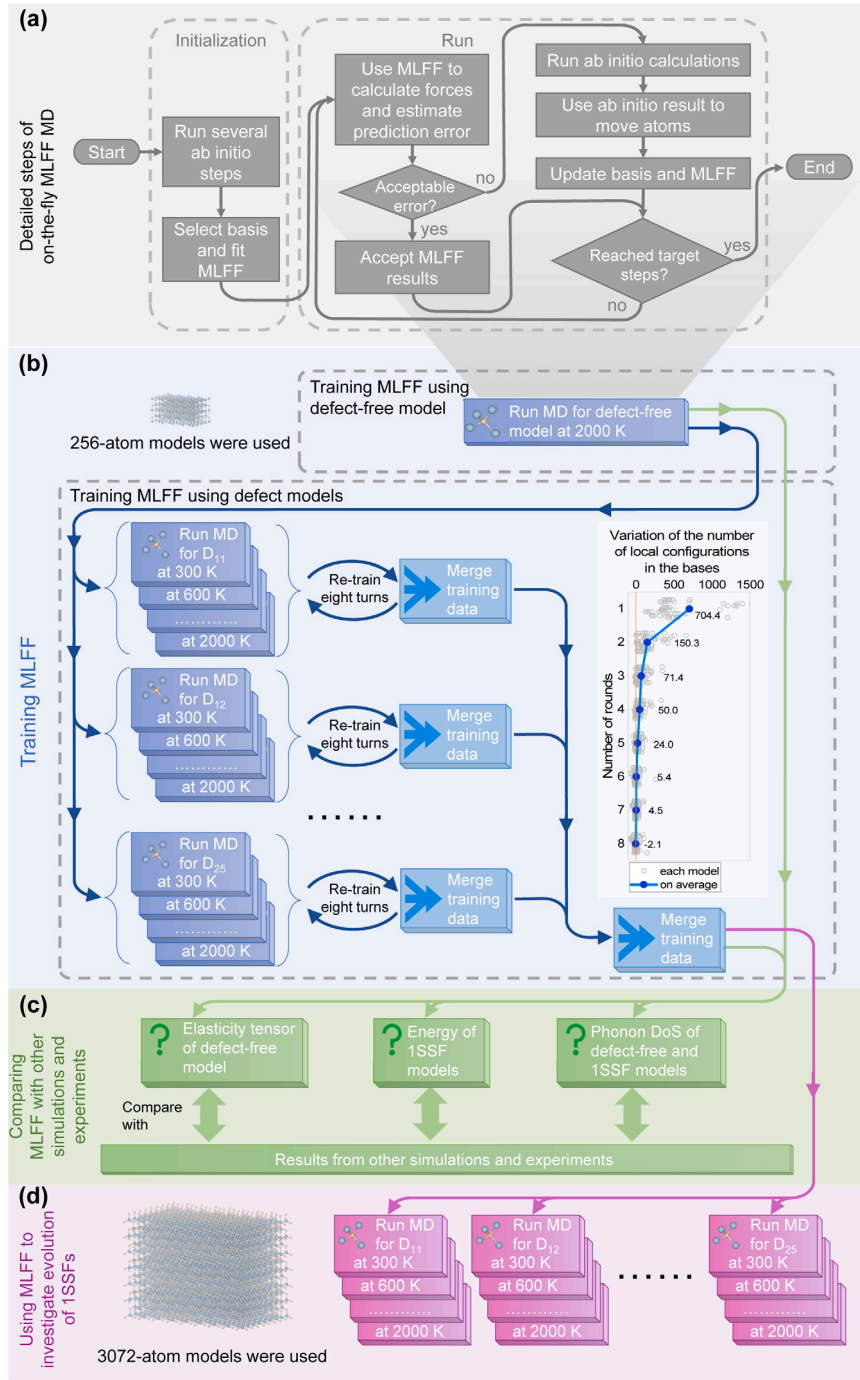 (a)
Detailed steps of
on-the-fly MLFF MD
Initialization
Run
Start
Run several
ab initio
steps
Select basis
and fit
MLFF
Use MLFF to
calculate forces
and estimate
prediction error
Acceptable
error?
no
yes
Accept MLFF
results
Run ab initio calculations
Use ab initio result to
move atoms
Update basis and MLFF
Reached target
steps?
yes
no
End
(b)
Training MLFF
256-atom models were used
Training MLFF using
defect-free model
Run MD for defect-free
model at 2000 K
Training MLFF using defect models
Run MD
for D₁₁
at 300 K
at 600 K
............
at 2000 K
Re-train
eight turns
Merge
training
data
Run MD
for D₁₂
at 300 K
at 600 K
............
at 2000 K
Re-train
eight turns
Merge
training
data
......
Run MD
for D₂₅
at 300 K
at 600 K
............
at 2000 K
Re-train
eight turns
Merge
training
data
Variation of the number
of local configurations
in the bases
0 500 1000 1500
Number of rounds
1 704.4
2 150.3
3 71.4
4 50.0
5 24.0
6 5.4
7 4.5
8 -2.1
each model
on average
Merge
training
data
(c)
Comparing
MLFF with other
simulations and
experiments
? Elasticity tensor
of defect-free
model
? Energy of
1SSF
models
? Phonon DoS of
defect-free and
1SSF models
Compare
with
Results from other simulations and experiments
(d)
Using MLFF to
investigate evolution
of 1SSFs
3072-atom models were used
Run MD
for D₁₁
at 300 K
at 600 K
............
at 2000 K
Run MD
for D₁₂
at 300 K
at 600 K
............
at 2000 K
......
Run MD
for D₂₅
at 300 K
at 600 K
............
at 2000 K